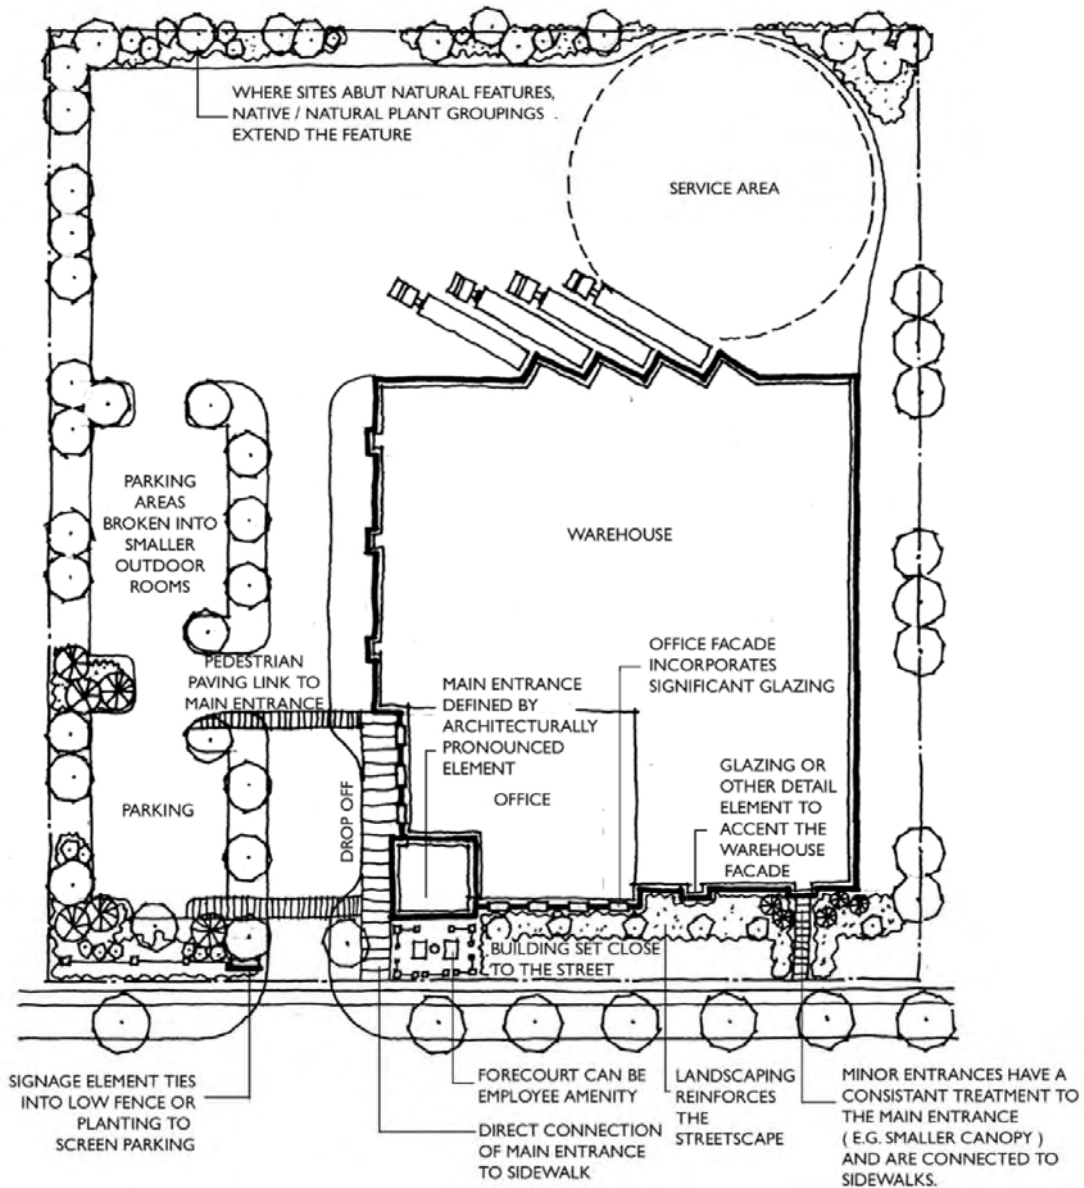 WHERE SITES ABUT NATURAL FEATURES,
NATIVE / NATURAL PLANT GROUPINGS
EXTEND THE FEATURE
SERVICE AREA
PARKING
AREAS
BROKEN INTO
SMALLER
OUTDOOR
ROOMS
WAREHOUSE
PEDESTRIAN
PAVING LINK TO
MAIN ENTRANCE
MAIN ENTRANCE
DEFINED BY
ARCHITECTURALLY
PRONOUNCED
ELEMENT
OFFICE FACADE
INCORPORATES
SIGNIFICANT GLAZING
GLAZING OR
OTHER DETAIL
ELEMENT TO
ACCENT THE
WAREHOUSE
FACADE
OFFICE
PARKING
DROP OFF
BUILDING SET CLOSE
TO THE STREET
SIGNAGE ELEMENT TIES
INTO LOW FENCE OR
PLANTING TO
SCREEN PARKING
FORECOURT CAN BE
EMPLOYEE AMENITY
DIRECT CONNECTION
OF MAIN ENTRANCE
TO SIDEWALK
LANDSCAPING
REINFORCES
THE
STREETSCAPE
MINOR ENTRANCES HAVE A
CONSISTANT TREATMENT TO
THE MAIN ENTRANCE
( E.G. SMALLER CANOPY )
AND ARE CONNECTED TO
SIDEWALKS.